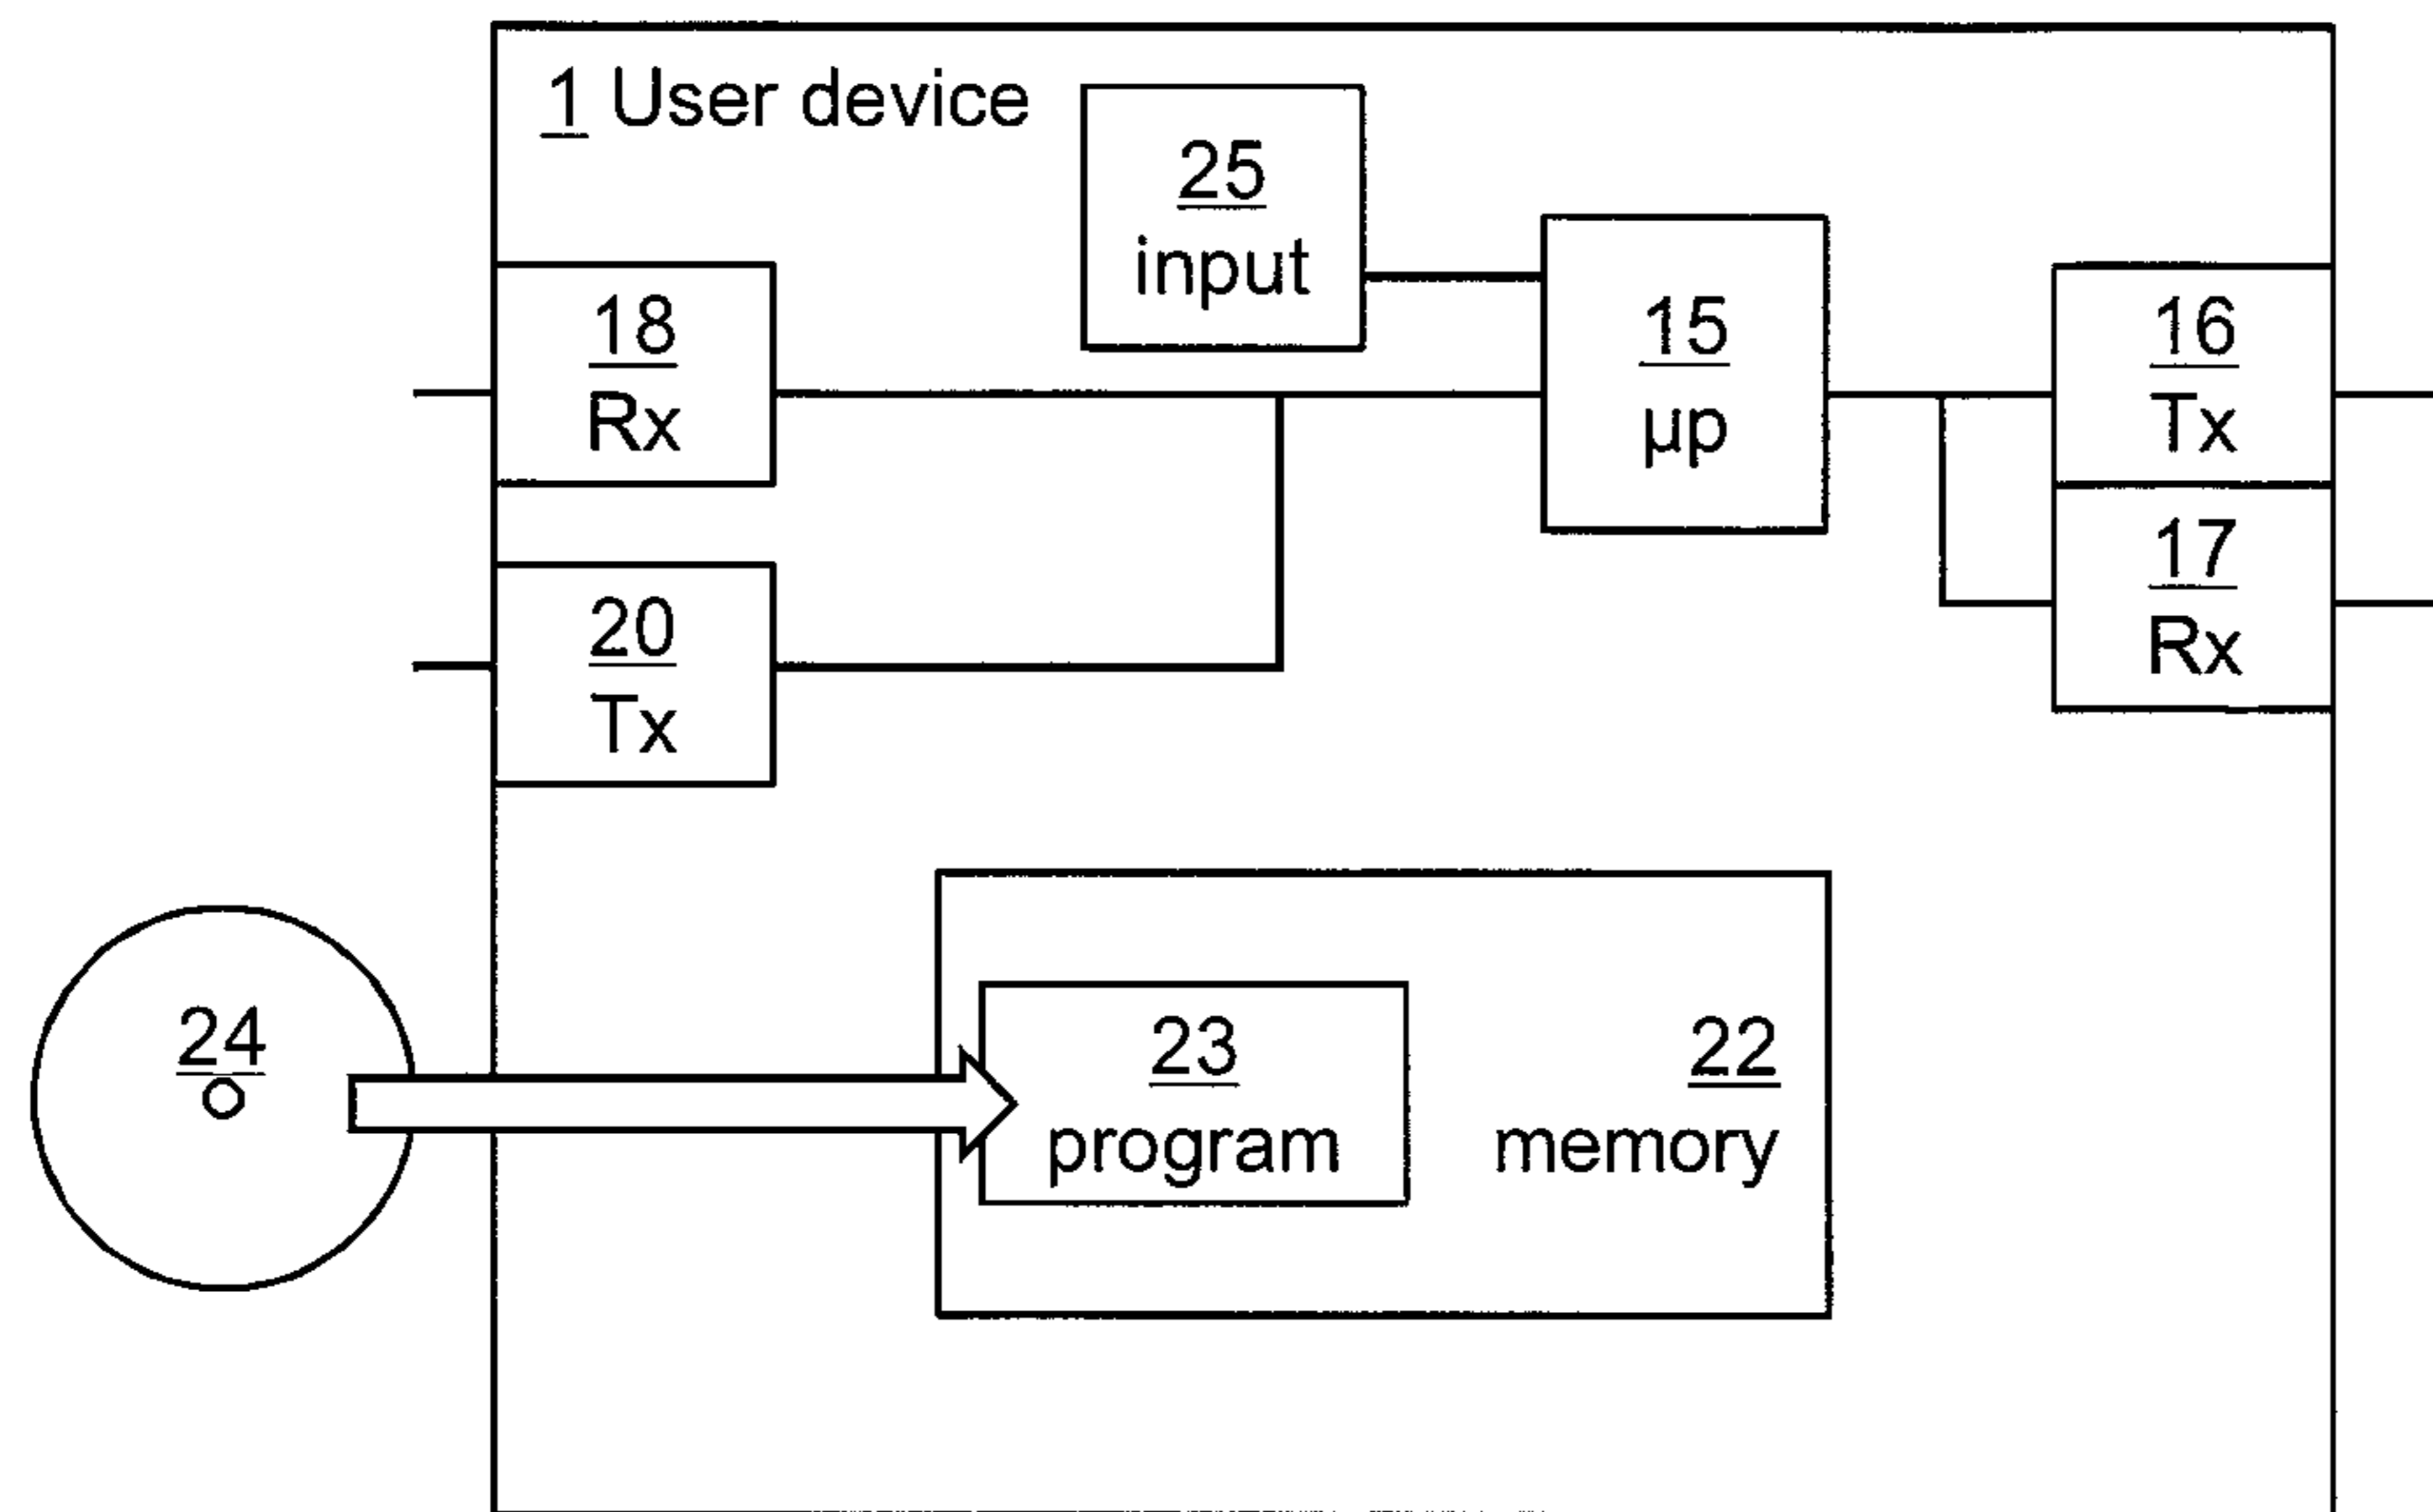 1 User device
25
input
18
Rx
15
µp
16
Tx
17
Rx
20
Tx
24
23
program
22
memory